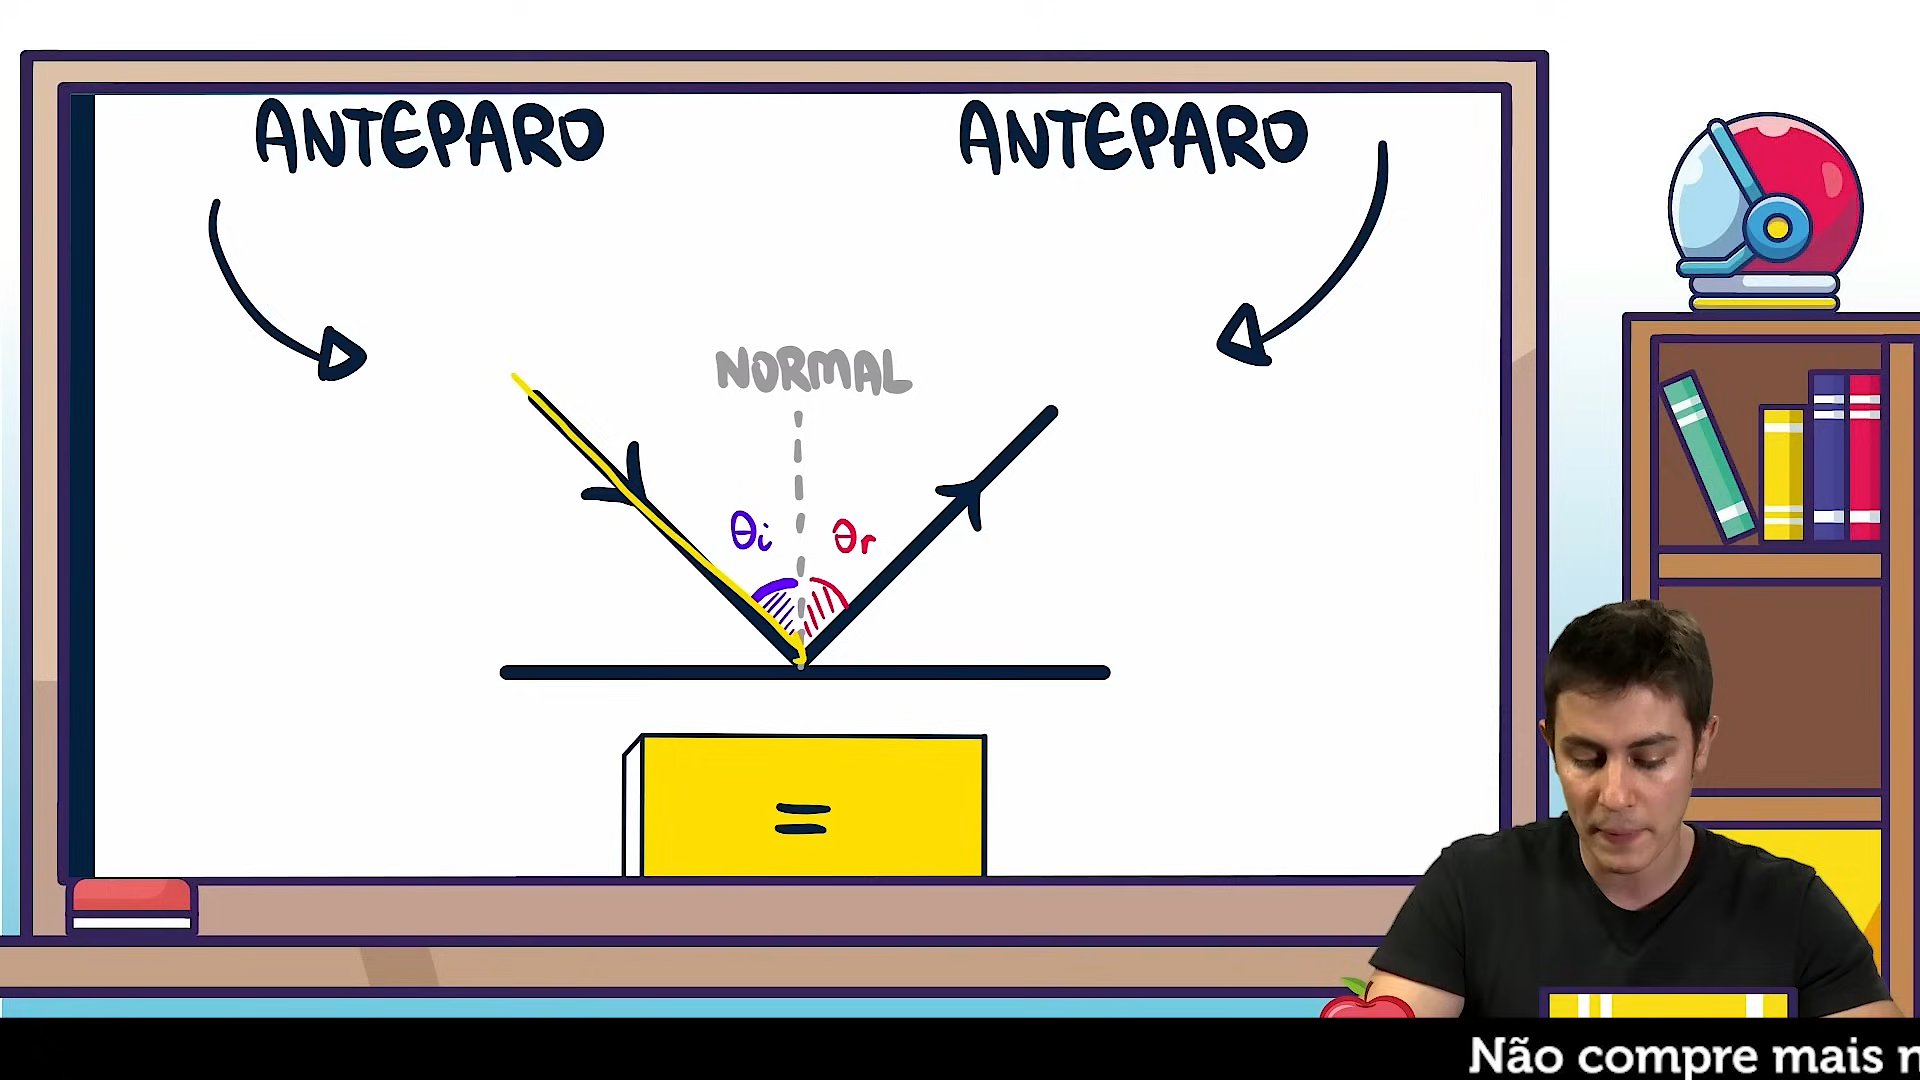 ANTEPARO
ANTEPARO
NORMAL
θi
θr
=
Não compre mais